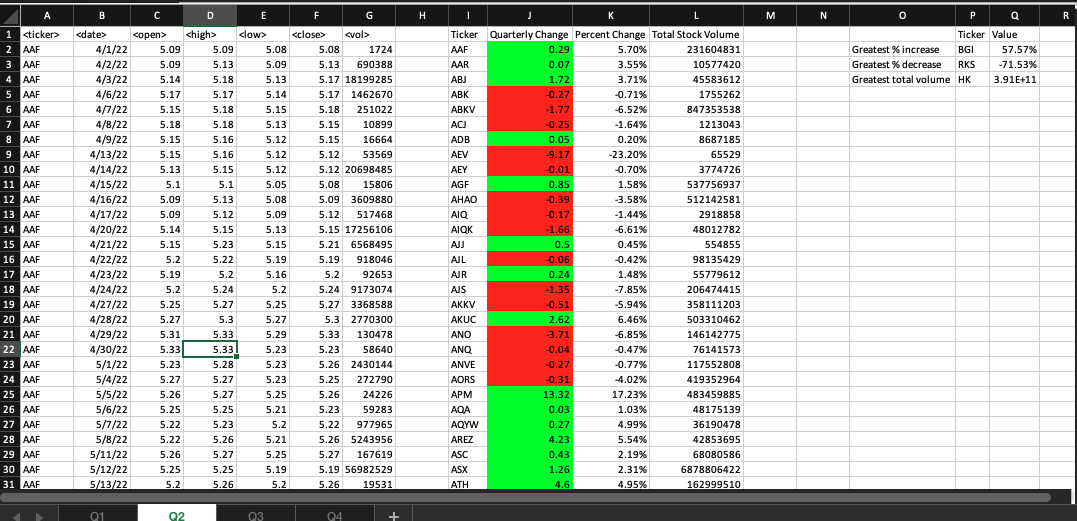 A B C D E F G H I J K L M N O P Q R
1 <ticker> <date> <open> <high> <low> <close> <vol> Ticker Quarterly Change Percent Change Total Stock Volume Ticker Value
2 AAF 4/1/22 5.09 5.09 5.08 5.08 1724 AAF 0.29 5.70% 231604831 Greatest % increase BGI 57.57%
3 AAF 4/2/22 5.09 5.13 5.09 5.13 690388 AAR 0.07 3.55% 10577420 Greatest % decrease RKS -71.53%
4 AAF 4/3/22 5.14 5.18 5.13 5.17 18199285 ABJ 1.72 3.71% 45583612 Greatest total volume HK 3.91E+11
5 AAF 4/6/22 5.17 5.17 5.14 5.17 1462670 ABK -0.27 -0.71% 1755262
6 AAF 4/7/22 5.15 5.18 5.15 5.18 251022 ABKV -1.77 -6.52% 847353538
7 AAF 4/8/22 5.18 5.18 5.13 5.15 10899 ACJ -0.25 -1.64% 1213043
8 AAF 4/9/22 5.15 5.16 5.12 5.15 16664 ADB 0.05 0.20% 8687185
9 AAF 4/13/22 5.15 5.16 5.12 5.12 53569 AEV -9.17 -23.20% 65529
10 AAF 4/14/22 5.13 5.15 5.12 5.12 20698485 AEY -0.01 -0.70% 3774726
11 AAF 4/15/22 5.1 5.1 5.05 5.08 15806 AGF 0.85 1.58% 537756937
12 AAF 4/16/22 5.09 5.13 5.08 5.09 3609880 AHAO -0.39 -3.58% 512142581
13 AAF 4/17/22 5.09 5.12 5.09 5.12 517468 AIQ -0.17 -1.44% 2918858
14 AAF 4/20/22 5.14 5.15 5.13 5.15 17256106 AIQK -1.66 -6.61% 48012782
15 AAF 4/21/22 5.15 5.23 5.15 5.21 6568495 AJJ 0.5 0.45% 554855
16 AAF 4/22/22 5.2 5.22 5.19 5.19 918046 AJL -0.06 -0.42% 98135429
17 AAF 4/23/22 5.19 5.2 5.16 5.2 92653 AJR 0.24 1.48% 55779612
18 AAF 4/24/22 5.2 5.24 5.2 5.24 9173074 AJS -1.35 -7.85% 206474415
19 AAF 4/27/22 5.25 5.27 5.25 5.27 3368588 AKKV -0.51 -5.94% 358111203
20 AAF 4/28/22 5.27 5.3 5.27 5.3 2770300 AKUC 2.62 6.46% 503310462
21 AAF 4/29/22 5.31 5.33 5.29 5.33 130478 ANO -3.71 -6.85% 146142775
22 AAF 4/30/22 5.33 5.33 5.23 5.23 58640 ANQ -0.04 -0.47% 76141573
23 AAF 5/1/22 5.23 5.28 5.23 5.26 2430144 ANVE -0.27 -0.77% 117552808
24 AAF 5/4/22 5.27 5.27 5.23 5.25 272790 AORS -0.31 -4.02% 419352964
25 AAF 5/5/22 5.26 5.27 5.25 5.26 24226 APM 13.32 17.23% 483459885
26 AAF 5/6/22 5.25 5.25 5.21 5.23 59283 AQA 0.03 1.03% 48175139
27 AAF 5/7/22 5.22 5.23 5.2 5.22 977965 AQYW 0.27 4.99% 36190478
28 AAF 5/8/22 5.22 5.26 5.21 5.26 5243956 AREZ 4.23 5.54% 42853695
29 AAF 5/11/22 5.26 5.27 5.25 5.27 167619 ASC 0.43 2.19% 68080586
30 AAF 5/12/22 5.25 5.25 5.19 5.19 56982529 ASX 1.26 2.31% 6878806422
31 AAF 5/13/22 5.2 5.26 5.2 5.26 19531 ATH 4.6 4.95% 162999510
Q1 Q2 Q3 Q4 +